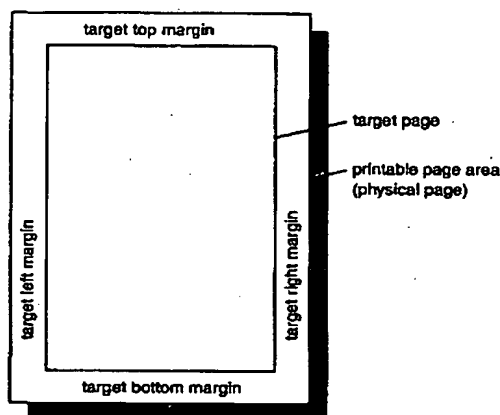 target top margin
target page
printable page area
(physical page)
target left margin
target right margin
target bottom margin